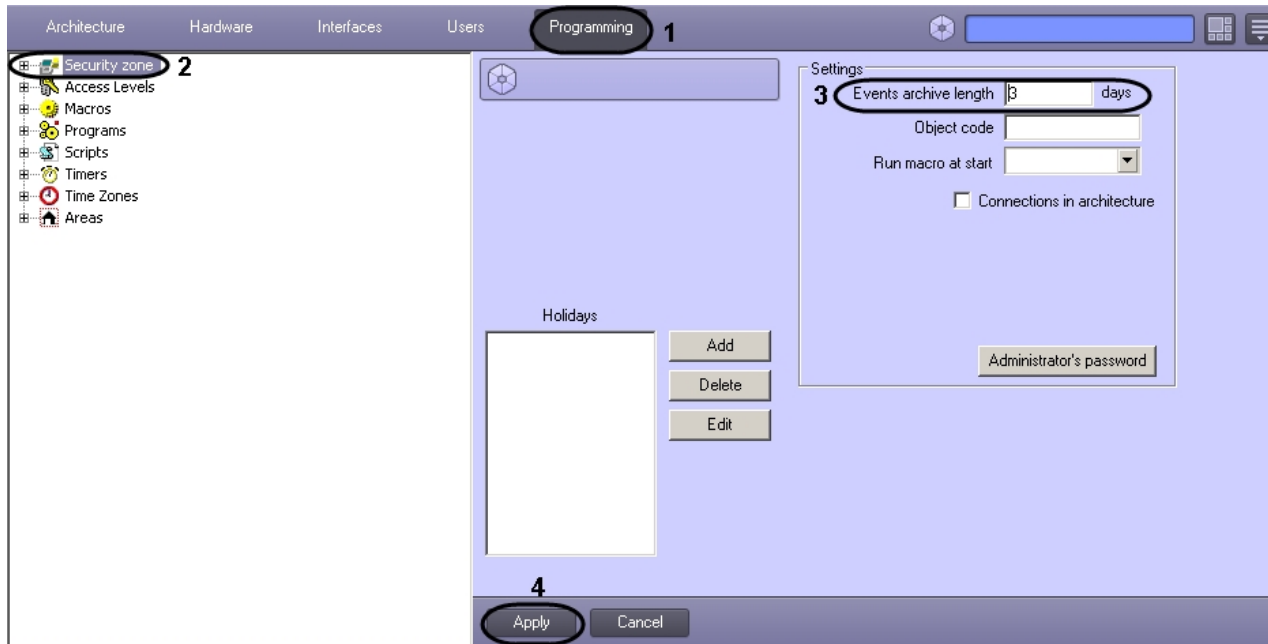 Architecture Hardware Interfaces Users Programming 1
Security zone 2
Access Levels
Macros
Programs
Scripts
Timers
Time Zones
Areas
Settings
3 Events archive length 3 days
Object code
Run macro at start
Connections in architecture
Administrator's password
Holidays
Add
Delete
Edit
4
Apply Cancel